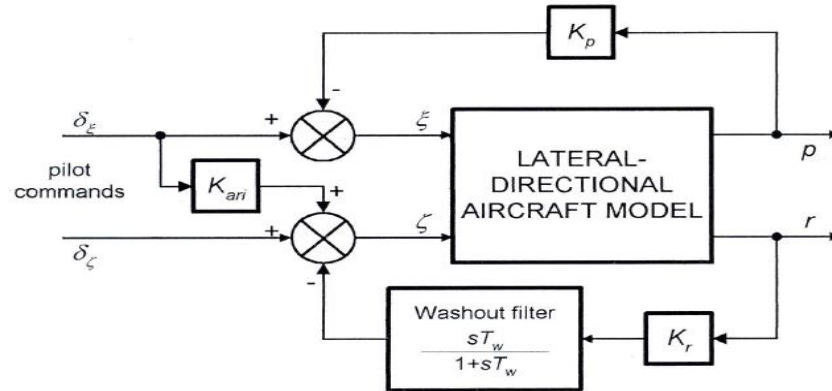 K_p
-
δ_ξ
+
ξ
pilot
commands
K_ari
+
LATERAL-
DIRECTIONAL
AIRCRAFT MODEL
p
δ_ζ
+
ζ
r
-
Washout filter
sT_w
1+sT_w
K_r